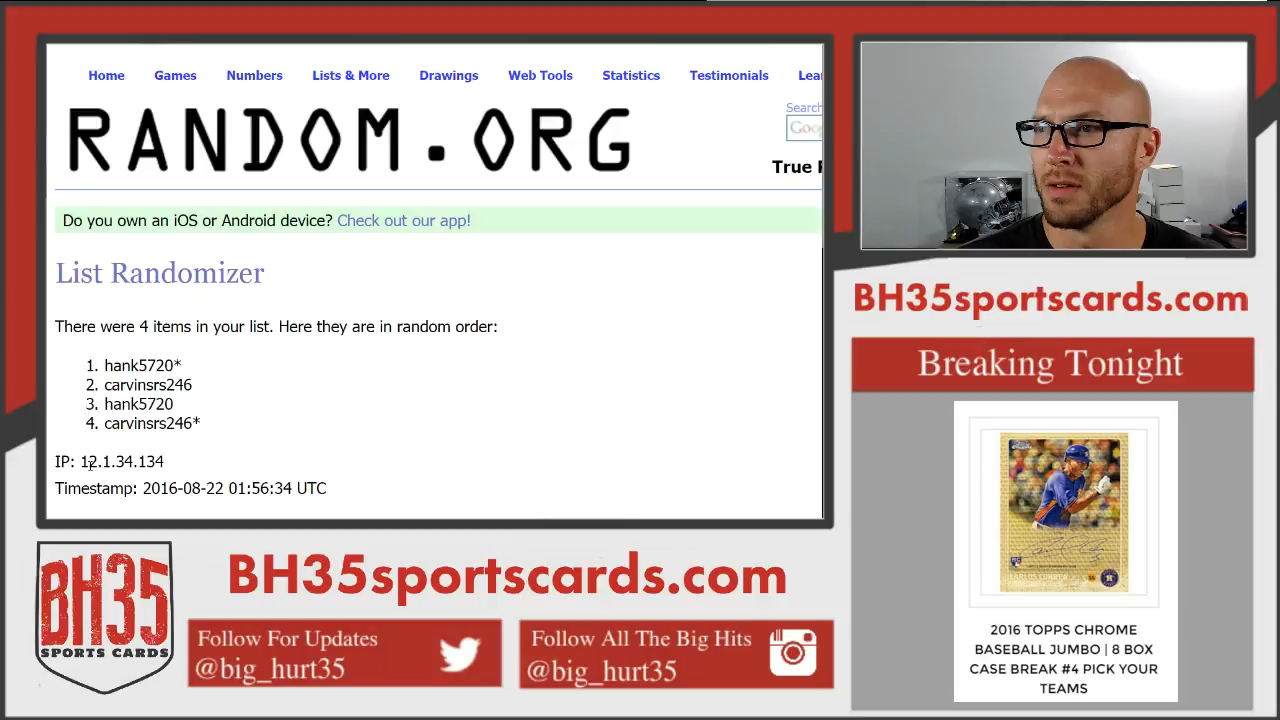 Home Games Numbers Lists & More Drawings Web Tools Statistics Testimonials Lea
RANDOM.ORG
Search
Goo
True
Do you own an iOS or Android device? Check out our app!
List Randomizer
There were 4 items in your list. Here they are in random order:
1. hank5720*
2. carvinsrs246
3. hank5720
4. carvinsrs246*
IP: 12.1.34.134
Timestamp: 2016-08-22 01:56:34 UTC
BH35sportscards.com
Breaking Tonight
2016 TOPPS CHROME
BASEBALL JUMBO | 8 BOX
CASE BREAK #4 PICK YOUR
TEAMS
BH35
SPORTS CARDS
BH35sportscards.com
Follow For Updates
@big_hurt35
Follow All The Big Hits
@big_hurt35